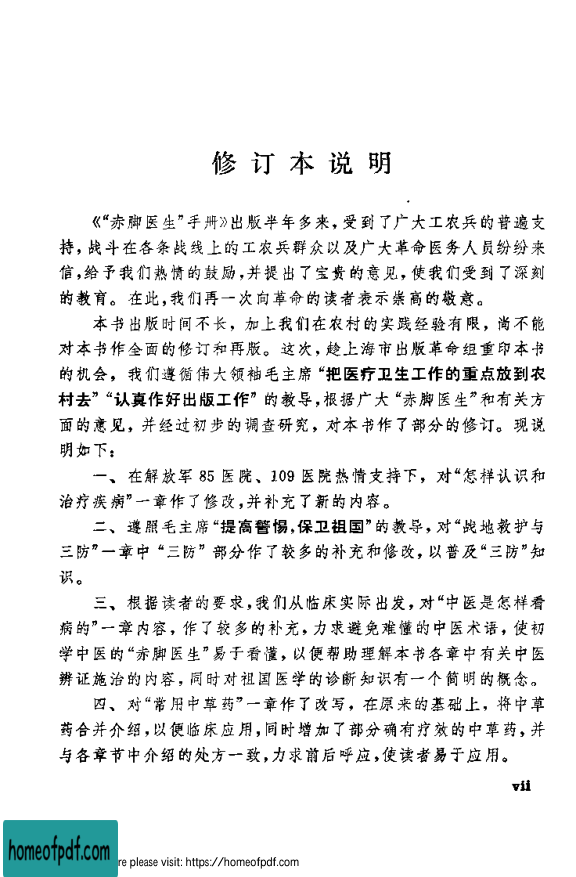 修订本说明
《“赤脚医生”手册》出版半年多来，受到了广大工农兵的普遍支
持，战斗在各条战线上的工农兵群众以及广大革命医务人员纷纷来
信，给予我们热情的鼓励，并提出了宝贵的意见，使我们受到了深刻
的教育。在此，我们再一次向革命的读者表示崇高的敬意。
本书出版时间不长，加上我们在农村的实践经验有限，尚不能
对本书作全面的修订和再版。这次，趁上海市出版革命组重印本书
的机会，我们遵循伟大领袖毛主席“把医疗卫生工作的重点放到农
村去”“认真作好出版工作”的教导，根据广大“赤脚医生”和有关方
面的意见，并经过初步的调查研究，对本书作了部分的修订。现说
明如下：
一、在解放军 85 医院、109 医院热情支持下，对“怎样认识和
治疗疾病”一章作了修改，并补充了新的内容。
二、遵照毛主席“提高警惕，保卫祖国”的教导，对“战地救护与
三防”一章中“三防”部分作了较多的补充和修改，以普及“三防”知
识。
三、根据读者的要求，我们从临床实际出发，对“中医是怎样看
病的”一章内容，作了较多的补充，力求避免难懂的中医术语，使初
学中医的“赤脚医生”易于看懂，以便帮助理解本书各章中有关中医
辨证施治的内容，同时对祖国医学的诊断知识有一个简明的概念。
四、对“常用中草药”一章作了改写，在原来的基础上，将中草
药合并介绍，以便临床应用，同时增加了部分确有疗效的中草药，并
与各章节中介绍的处方一致，力求前后呼应，使读者易于应用。
vii
homeofpdf.com
re please visit: https://homeofpdf.com